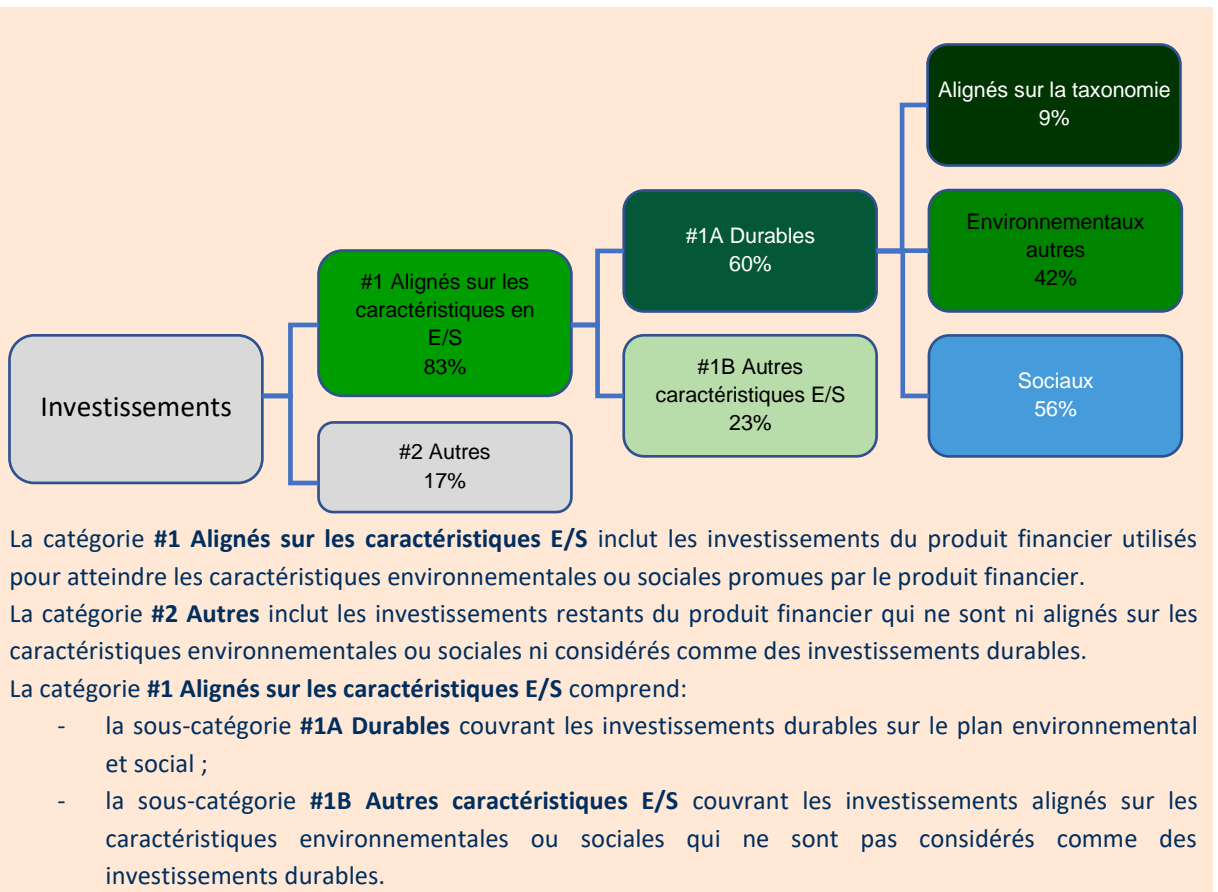 Alignés sur la taxonomie
9%
#1A Durables
60%
Environnementaux
autres
42%
#1 Alignés sur les
caractéristiques en
E/S
83%
Investissements
#1B Autres
caractéristiques E/S
23%
Sociaux
56%
#2 Autres
17%
La catégorie #1 Alignés sur les caractéristiques E/S inclut les investissements du produit financier utilisés
pour atteindre les caractéristiques environnementales ou sociales promues par le produit financier.
La catégorie #2 Autres inclut les investissements restants du produit financier qui ne sont ni alignés sur les
caractéristiques environnementales ou sociales ni considérés comme des investissements durables.
La catégorie #1 Alignés sur les caractéristiques E/S comprend:
- la sous-catégorie #1A Durables couvrant les investissements durables sur le plan environnemental
et social ;
- la sous-catégorie #1B Autres caractéristiques E/S couvrant les investissements alignés sur les
caractéristiques environnementales ou sociales qui ne sont pas considérés comme des
investissements durables.